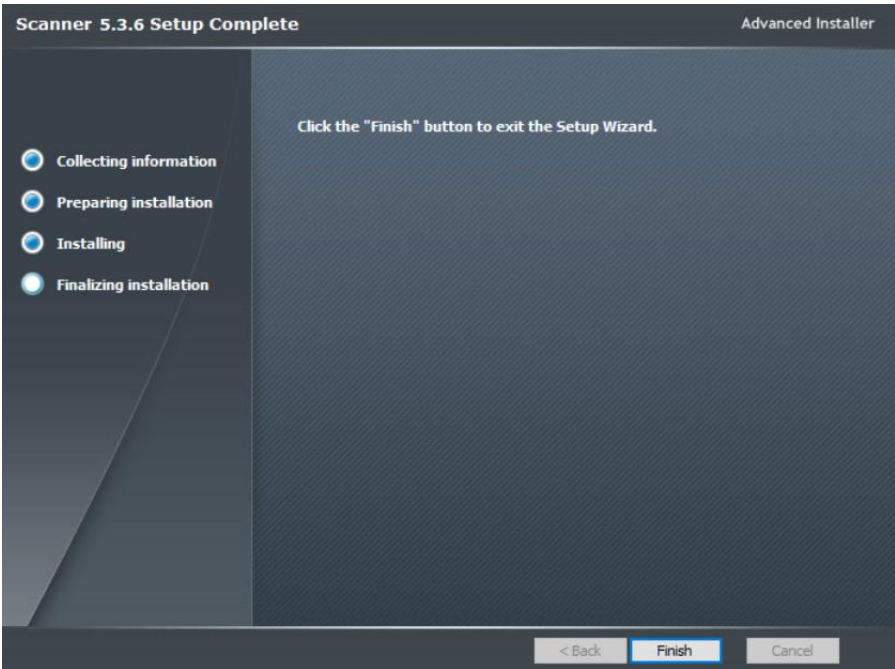 Scanner 5.3.6 Setup Complete
Advanced Installer
Click the "Finish" button to exit the Setup Wizard.
Collecting information
Preparing installation
Installing
Finalizing installation
< Back
Finish
Cancel